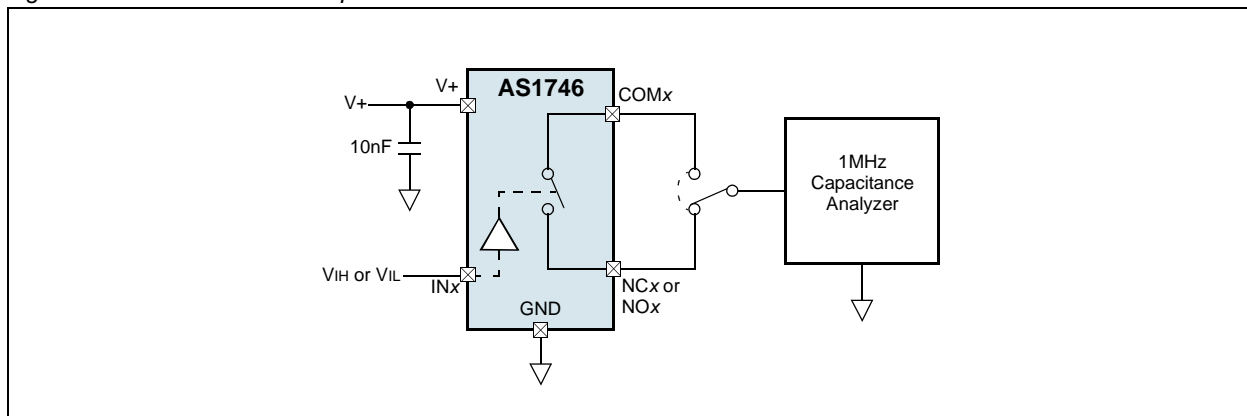 V+
AS1746
COMx
V+
10nF
1MHz
Capacitance
Analyzer
VIH or VIL
INx
GND
NCx or
NOx